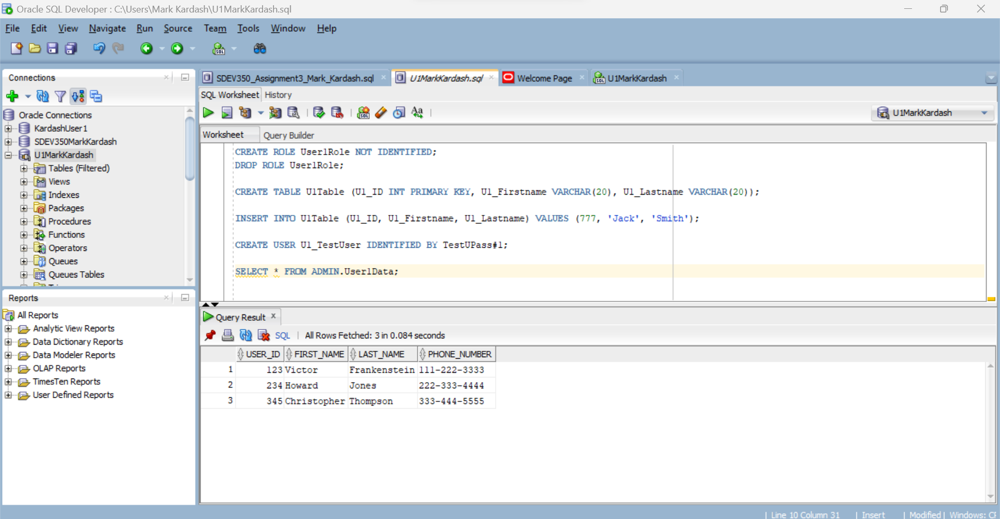 Oracle SQL Developer : C:\Users\Mark Kardash\U1MarkKardash.sql
File Edit View Navigate Run Source Team Tools Window Help
Connections
Oracle Connections
KardashUser1
SDEV350MarkKardash
U1MarkKardash
Tables (Filtered)
Views
Indexes
Packages
Procedures
Functions
Operators
Queues
Queues Tables
Reports
All Reports
Analytic View Reports
Data Dictionary Reports
Data Modeler Reports
OLAP Reports
TimesTen Reports
User Defined Reports
SDEV350_Assignment3_Mark_Kardash.sql U1MarkKardash.sql Welcome Page U1MarkKardash
SQL Worksheet History
U1MarkKardash
Worksheet Query Builder
CREATE ROLE User1Role NOT IDENTIFIED;
DROP ROLE User1Role;
CREATE TABLE U1Table (U1_ID INT PRIMARY KEY, U1_Firstname VARCHAR(20), U1_Lastname VARCHAR(20));
INSERT INTO U1Table (U1_ID, U1_Firstname, U1_Lastname) VALUES (777, 'Jack', 'Smith');
CREATE USER U1_TestUser IDENTIFIED BY TestUPass#1;
SELECT * FROM ADMIN.User1Data;
Query Result
SQL | All Rows Fetched: 3 in 0.084 seconds
USER_ID FIRST_NAME LAST_NAME PHONE_NUMBER
1 123 Victor Frankenstein 111-222-3333
2 234 Howard Jones 222-333-4444
3 345 Christopher Thompson 333-444-5555
| Line 10 Column 31 | Insert | Modified | Windows: